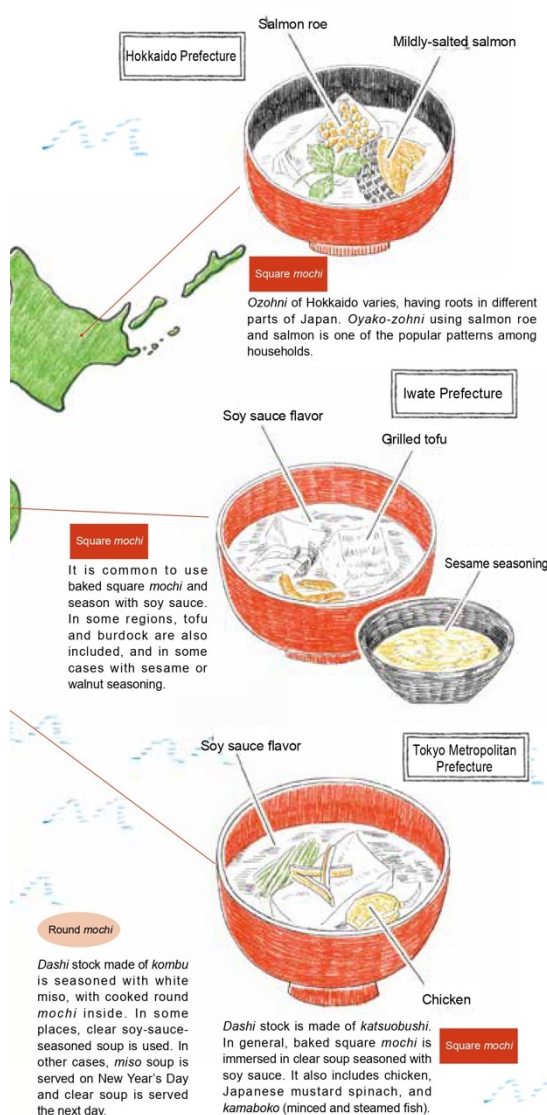 Salmon roe
Mildly-salted salmon
Hokkaido Prefecture
Square mochi
Ozohni of Hokkaido varies, having roots in different
parts of Japan. Oyako-zohni using salmon roe
and salmon is one of the popular patterns among
households.
Iwate Prefecture
Soy sauce flavor
Grilled tofu
Square mochi
It is common to use
baked square mochi and
season with soy sauce.
In some regions, tofu
and burdock are also
included, and in some
cases with sesame or
walnut seasoning.
Sesame seasoning
Soy sauce flavor
Tokyo Metropolitan
Prefecture
Chicken
Round mochi
Dashi stock made of kombu
is seasoned with white
miso, with cooked round
mochi inside. In some
places, clear soy-sauce-
seasoned soup is used. In
other cases, miso soup is
served on New Year's Day
and clear soup is served
the next day.
Dashi stock is made of katsuobushi.
In general, baked square mochi is
immersed in clear soup seasoned with
soy sauce. It also includes chicken,
Japanese mustard spinach, and
kamaboko (minced and steamed fish).
Square mochi